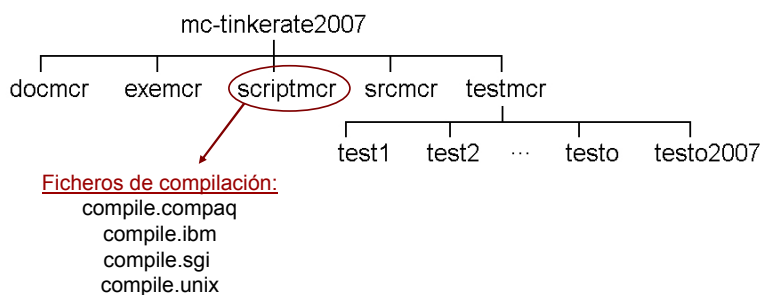 mc-tinkerate2007
docmcr exemcr scriptmcr srcmcr testmcr
test1 test2 ... testo testo2007
Ficheros de compilación:
compile.compaq
compile.ibm
compile.sgi
compile.unix